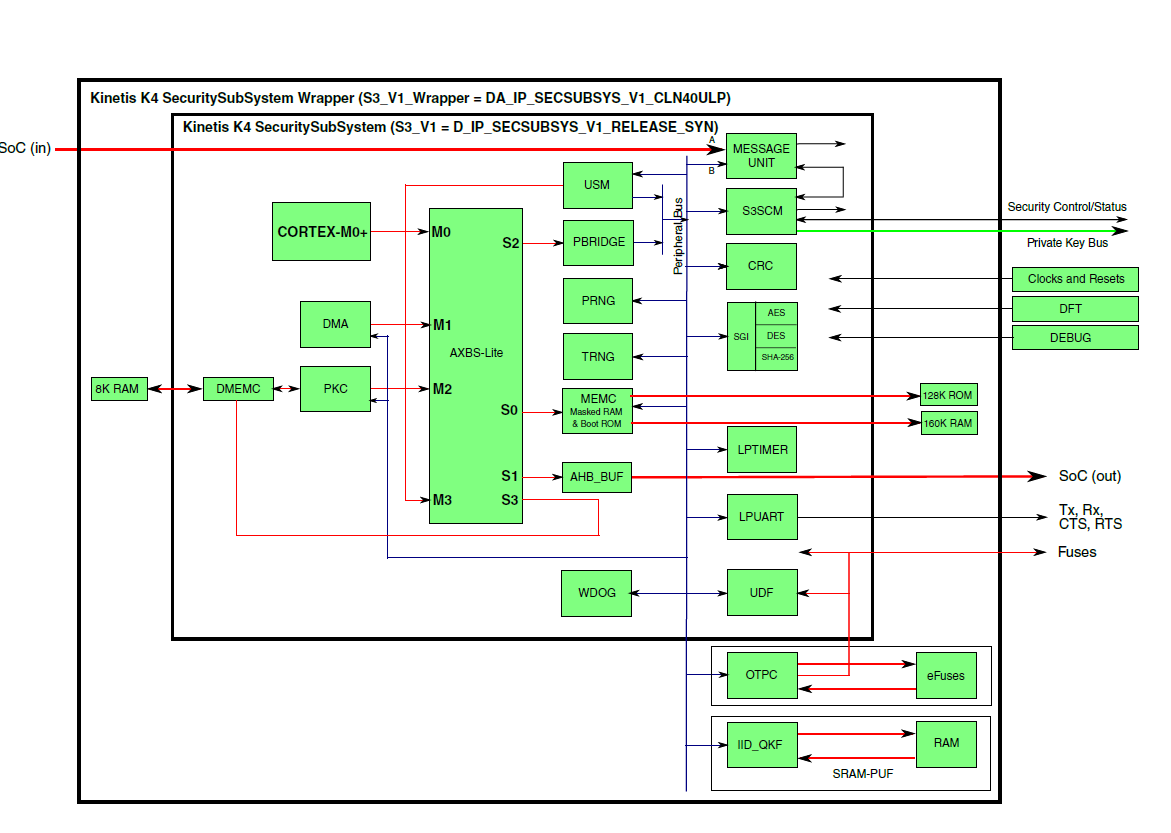 Kinetis K4 SecuritySubSystem Wrapper (S3_V1_Wrapper = DA_IP_SECSUBSYS_V1_CLN40ULP)
Kinetis K4 SecuritySubSystem (S3_V1 = D_IP_SECSUBSYS_V1_RELEASE_SYN)
SoC (in)
A
B
MESSAGE
UNIT
USM
S3SCM
Security Control/Status
Private Key Bus
CORTEX-M0+
M0
S2
PBRIDGE
Peripheral Bus
CRC
Clocks and Resets
DFT
DEBUG
PRNG
DMA
M1
AXBS-Lite
SGI
AES
DES
SHA-256
TRNG
8K RAM
DMEMC
PKC
M2
S0
MEMC
Masked RAM
& Boot ROM
128K ROM
160K RAM
LPTIMER
S1
AHB_BUF
SoC (out)
M3
S3
LPUART
Tx, Rx,
CTS, RTS
Fuses
WDOG
UDF
OTPC
eFuses
IID_QKF
RAM
SRAM-PUF